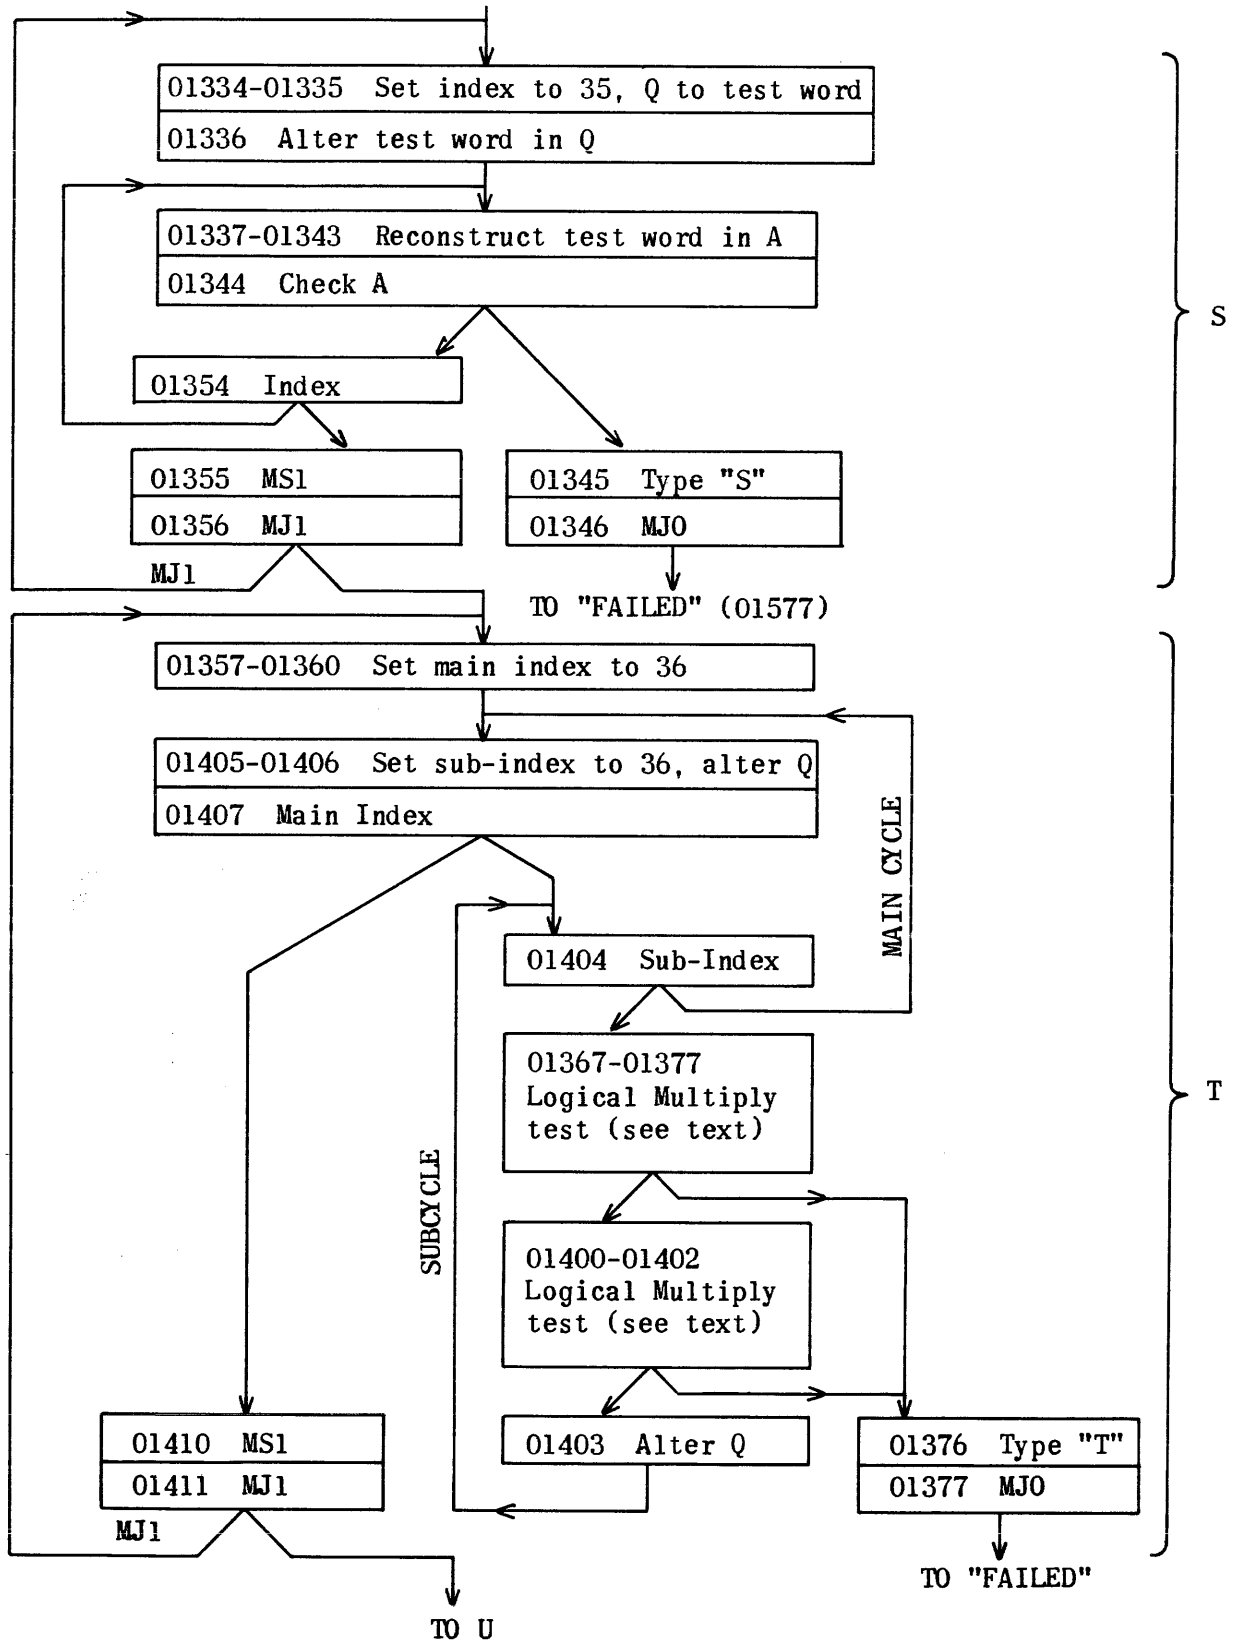 01334-01335 Set index to 35, Q to test word
01336 Alter test word in Q
01337-01343 Reconstruct test word in A
01344 Check A
S
01354 Index
01355 MS1
01356 MJ1
01345 Type "S"
01346 MJO
MJ1
TO "FAILED" (01577)
01357-01360 Set main index to 36
01405-01406 Set sub-index to 36, alter Q
01407 Main Index
MAIN CYCLE
01404 Sub-Index
01367-01377
Logical Multiply
test (see text)
T
SUBCYCLE
01400-01402
Logical Multiply
test (see text)
01410 MS1
01411 MJ1
01403 Alter Q
01376 Type "T"
01377 MJO
MJ1
TO "FAILED"
TO U